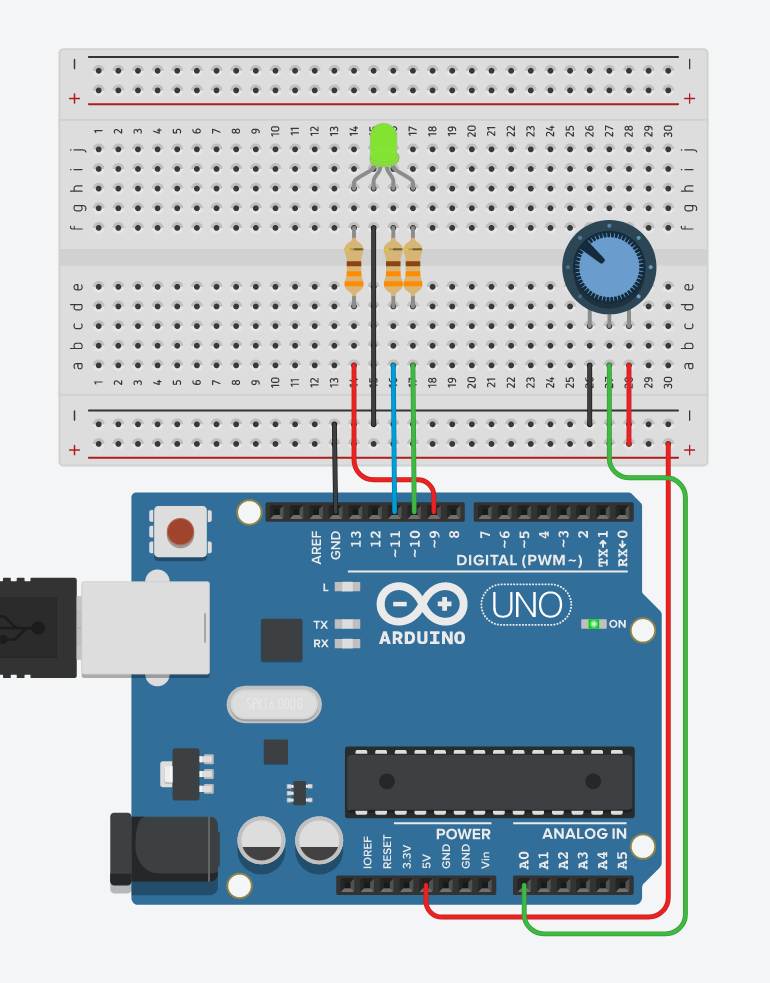 − −
+ +
1 2 3 4 5 6 7 8 9 10 11 12 13 14 15 16 17 18 19 20 21 22 23 24 25 26 27 28 29 30
j j
i i
h h
g g
f f
e e
d d
c c
b b
a a
1 2 3 4 5 6 7 8 9 10 11 12 13 14 15 16 17 18 19 20 21 22 23 24 25 26 27 28 29 30
− −
+ +
AREF GND 13 12 ~11 ~10 ~9 8 7 ~6 ~5 4 ~3 2 TX→1 RX←0
DIGITAL (PWM~)
L
TX
RX
ARDUINO
UNO
ON
SPK16.000G
POWER
ANALOG IN
IOREF RESET 3.3V 5V GND GND Vin A0 A1 A2 A3 A4 A5